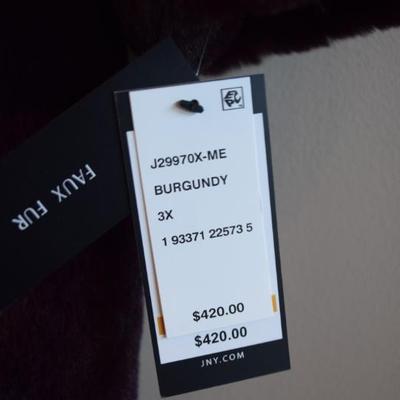 FAUX FUR
J29970X-ME
BURGUNDY
3X
1 93371 22573 5
$420.00
$420.00
JNY.COM